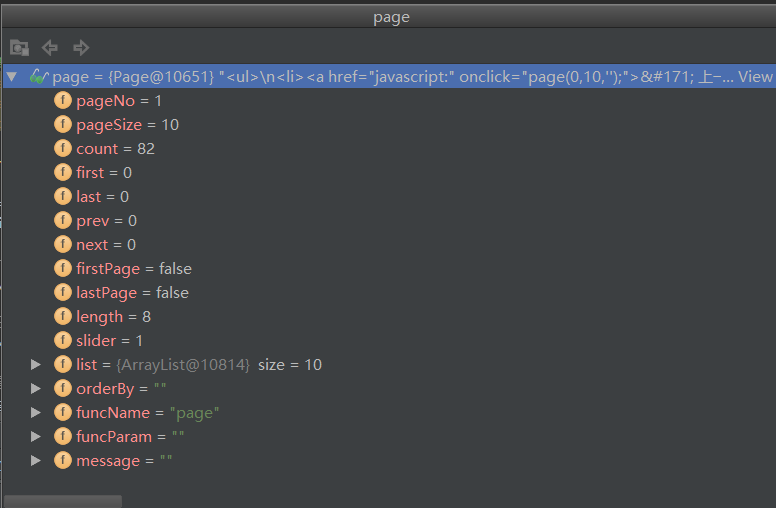 page
page = {Page@10651} "<ul>\n<li><a href="javascript:" onclick="page(0,10,'');">&#171; 上一... View
f pageNo = 1
f pageSize = 10
f count = 82
f first = 0
f last = 0
f prev = 0
f next = 0
f firstPage = false
f lastPage = false
f length = 8
f slider = 1
f list = {ArrayList@10814} size = 10
f orderBy = ""
f funcName = "page"
f funcParam = ""
f message = ""